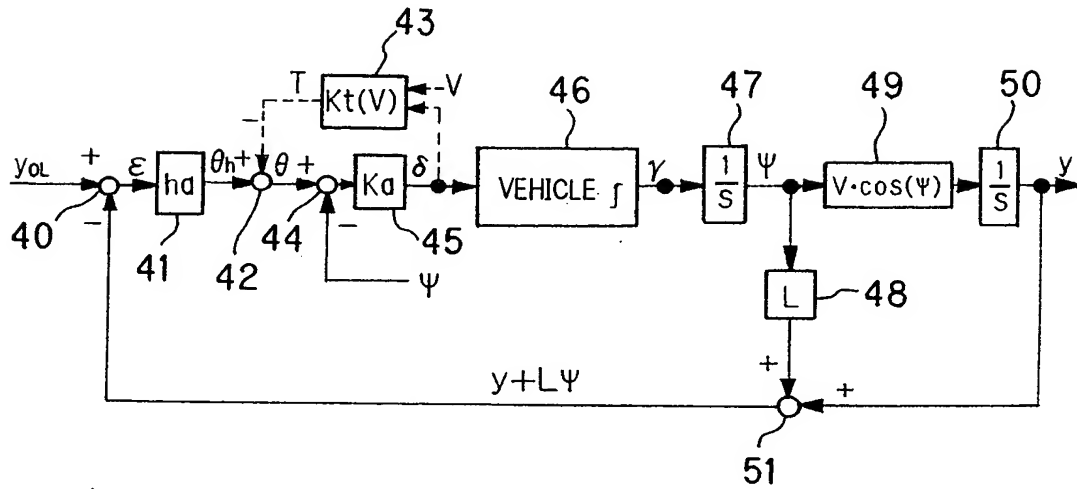 43
T
Kt(V)
V
−
46
47
49
50
yOL
+
ε
ha
θh
+
θ
+
Ka
δ
VEHICLE ∫
γ
1/S
ψ
V·cos(ψ)
1/S
y
−
40
41
42
44
−
45
ψ
L
48
y+Lψ
+
+
51